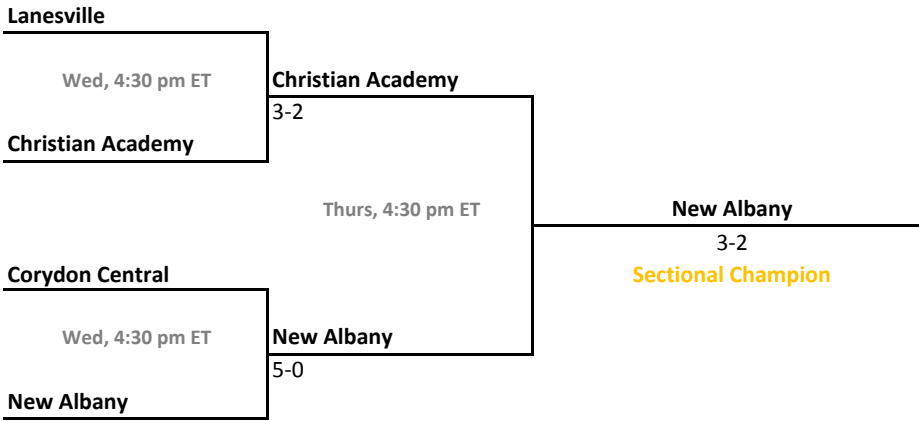 Lanesville
Wed, 4:30 pm ET
Christian Academy
3-2
Christian Academy
Thurs, 4:30 pm ET
New Albany
3-2
Sectional Champion
Corydon Central
Wed, 4:30 pm ET
New Albany
5-0
New Albany